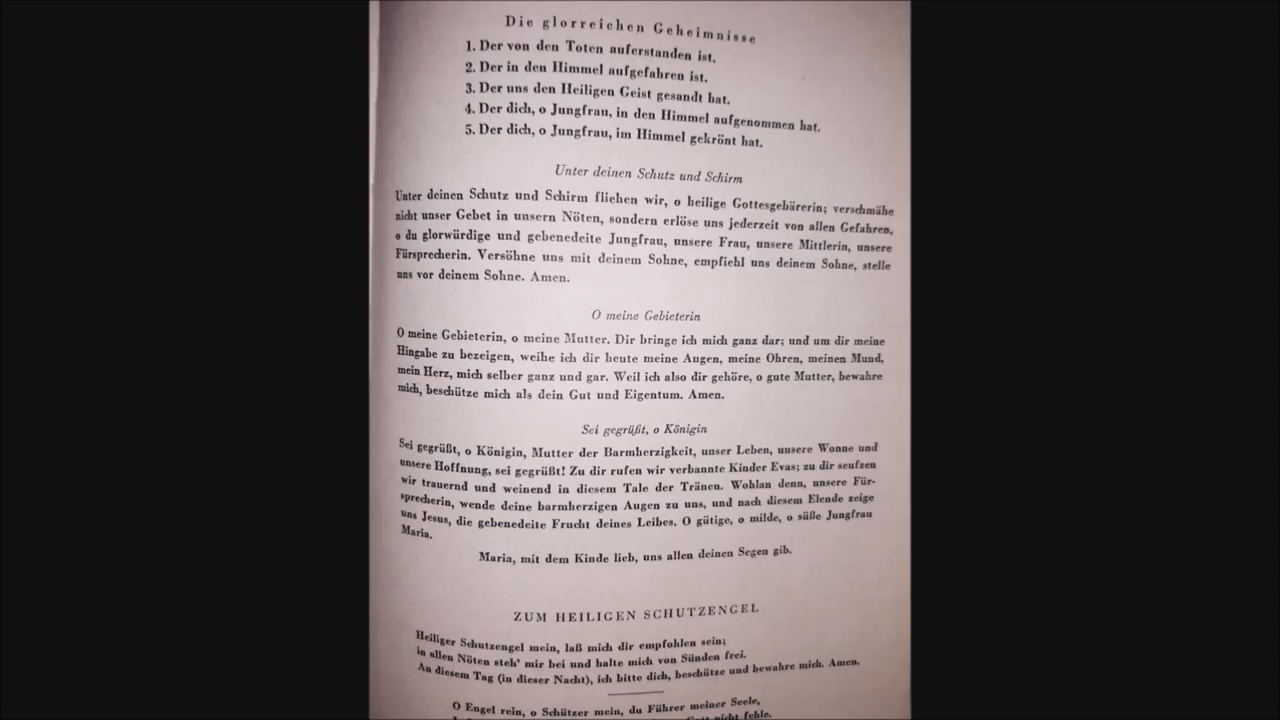 Die glorreichen Geheimnisse
1. Der von den Toten auferstanden ist.
2. Der in den Himmel aufgefahren ist.
3. Der uns den Heiligen Geist gesandt hat.
4. Der dich, o Jungfrau, in den Himmel aufgenommen hat.
5. Der dich, o Jungfrau, im Himmel gekrönt hat.
Unter deinen Schutz und Schirm
Unter deinen Schutz und Schirm fliehen wir, o heilige Gottesgebärerin; verschmähe
nicht unser Gebet in unsern Nöten, sondern erlöse uns jederzeit von allen Gefahren,
o du glorwürdige und gebenedeite Jungfrau, unsere Frau, unsere Mittlerin, unsere
Fürsprecherin. Versöhne uns mit deinem Sohne, empfiehl uns deinem Sohne, stelle
uns vor deinem Sohne. Amen.
O meine Gebieterin
O meine Gebieterin, o meine Mutter. Dir bringe ich mich ganz dar; und um dir meine
Hingabe zu bezeigen, weihe ich dir heute meine Augen, meine Ohren, meinen Mund,
mein Herz, mich selber ganz und gar. Weil ich also dir gehöre, o gute Mutter, bewahre
mich, beschütze mich als dein Gut und Eigentum. Amen.
Sei gegrüßt, o Königin
Sei gegrüßt, o Königin, Mutter der Barmherzigkeit, unser Leben, unsere Wonne und
unsere Hoffnung, sei gegrüßt! Zu dir rufen wir verbannte Kinder Evas; zu dir seufzen
wir trauernd und weinend in diesem Tale der Tränen. Wohlan denn, unsere Für-
sprecherin, wende deine barmherzigen Augen zu uns, und nach diesem Elende zeige
uns Jesus, die gebenedeite Frucht deines Leibes. O gütige, o milde, o süße Jungfrau
Maria.
Maria, mit dem Kinde lieb, uns allen deinen Segen gib.
ZUM HEILIGEN SCHUTZENGEL
Heiliger Schutzengel mein, laß mich dir empfohlen sein;
in allen Nöten steh' mir bei und halte mich von Sünden frei.
An diesem Tag (in dieser Nacht), ich bitte dich, beschütze und bewahre mich. Amen.
O Engel rein, o Schützer mein, du Führer meiner Seele,
nicht fehle.